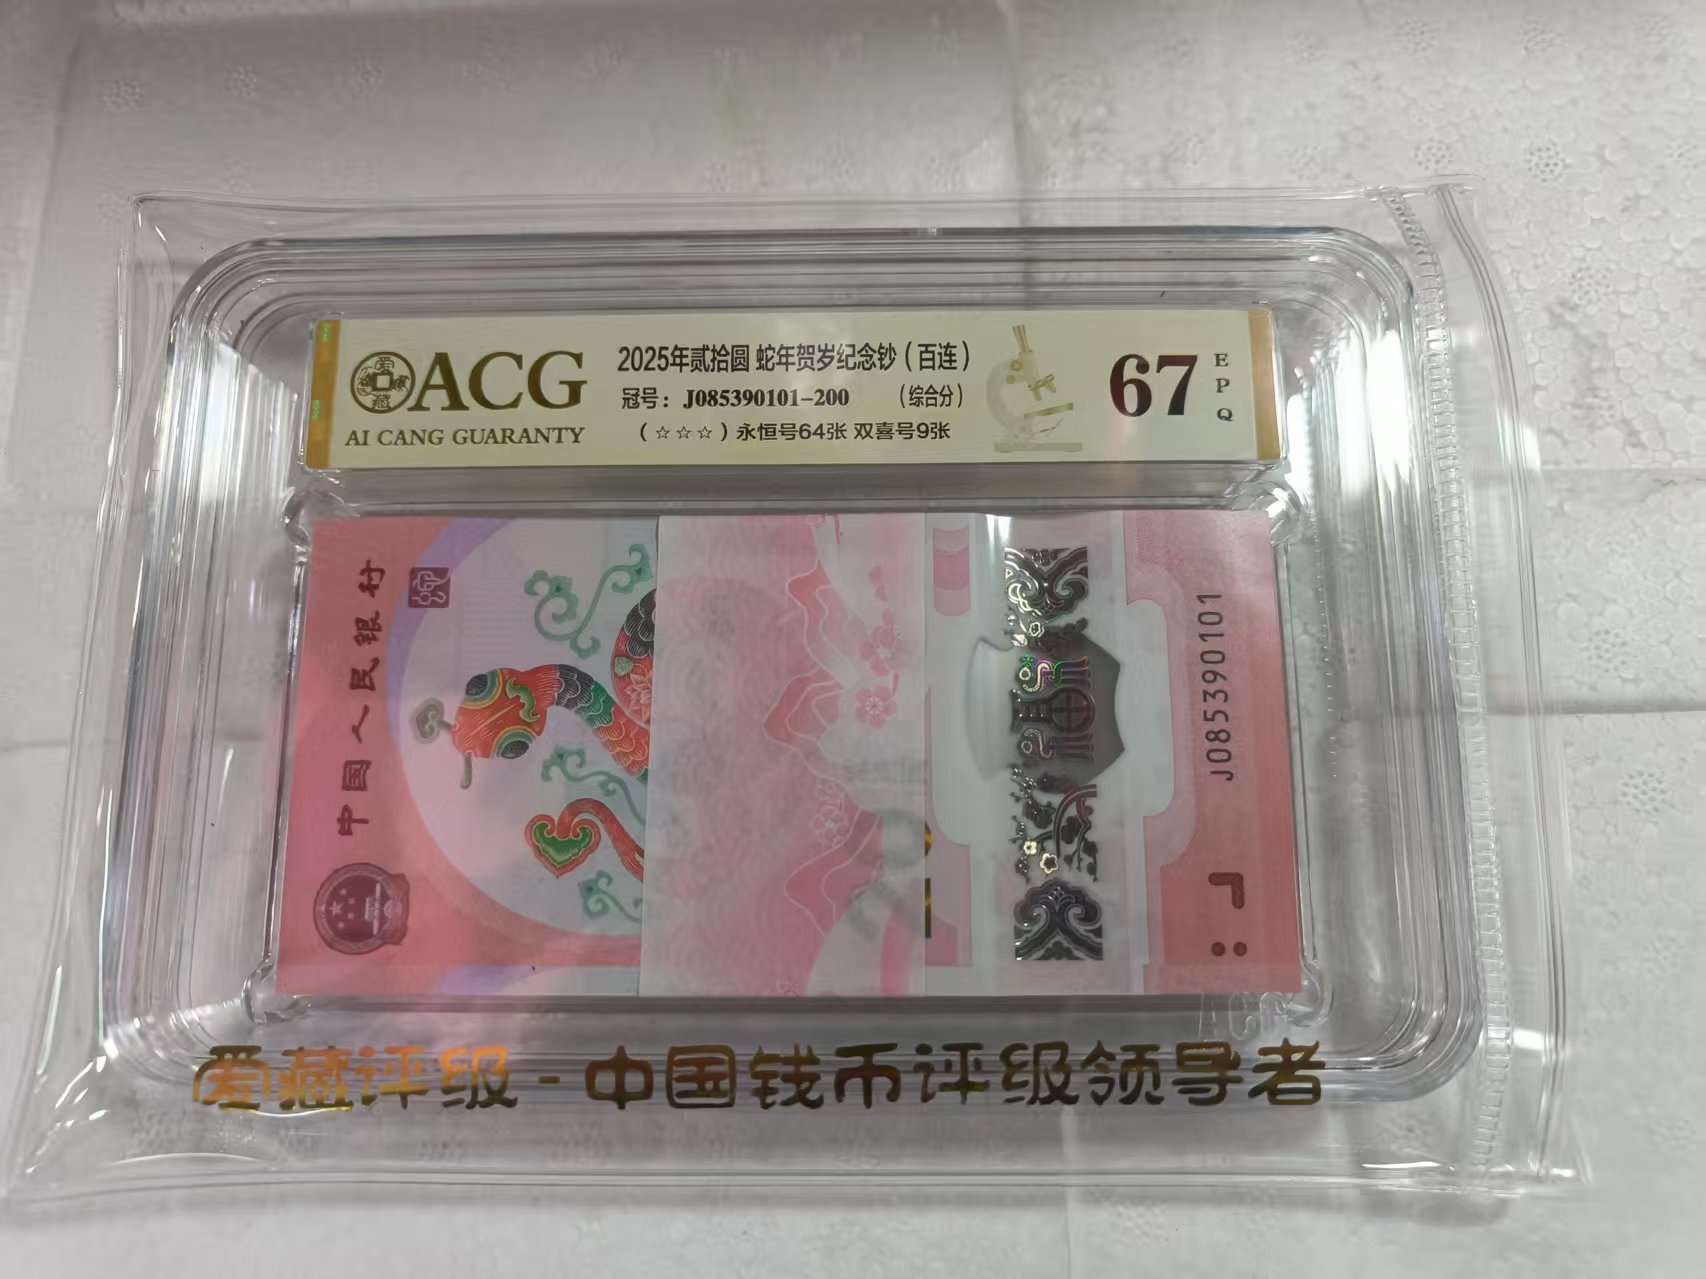 ACG
AI CANG GUARANTY
2025年贰拾圆 蛇年贺岁纪念钞（百连）
冠号：J085390101-200 （综合分）
（☆☆☆）永恒号64张 双喜号9张
67
EPQ
中国人民银行
J085390101
爱藏评级-中国钱币评级领导者